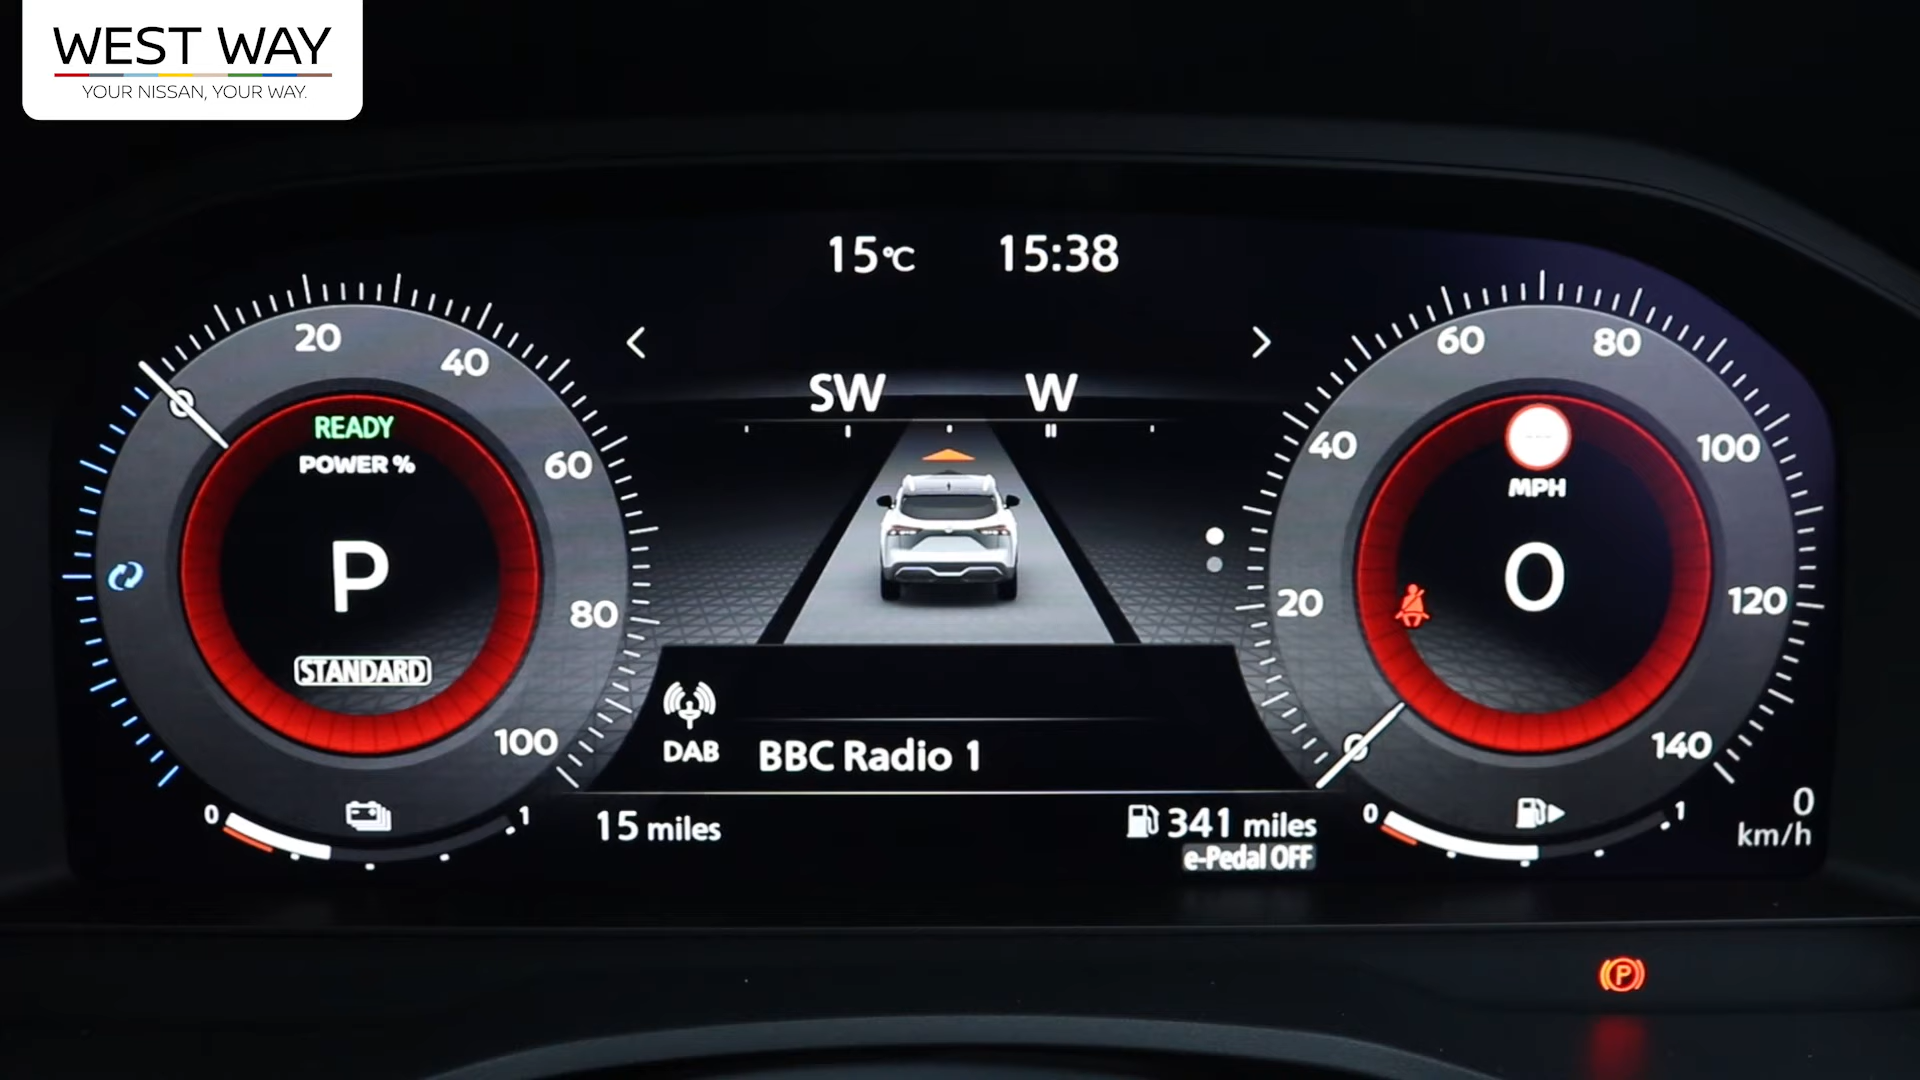 WEST WAY
YOUR NISSAN, YOUR WAY.
15°C 15:38
SW W
20
40
60
80
100
0
READY
POWER %
P
STANDARD
0 1
60
80
40
100
20
120
0
140
MPH
0
DAB
BBC Radio 1
15 miles
341 miles
e-Pedal OFF
0 1
0
km/h
P